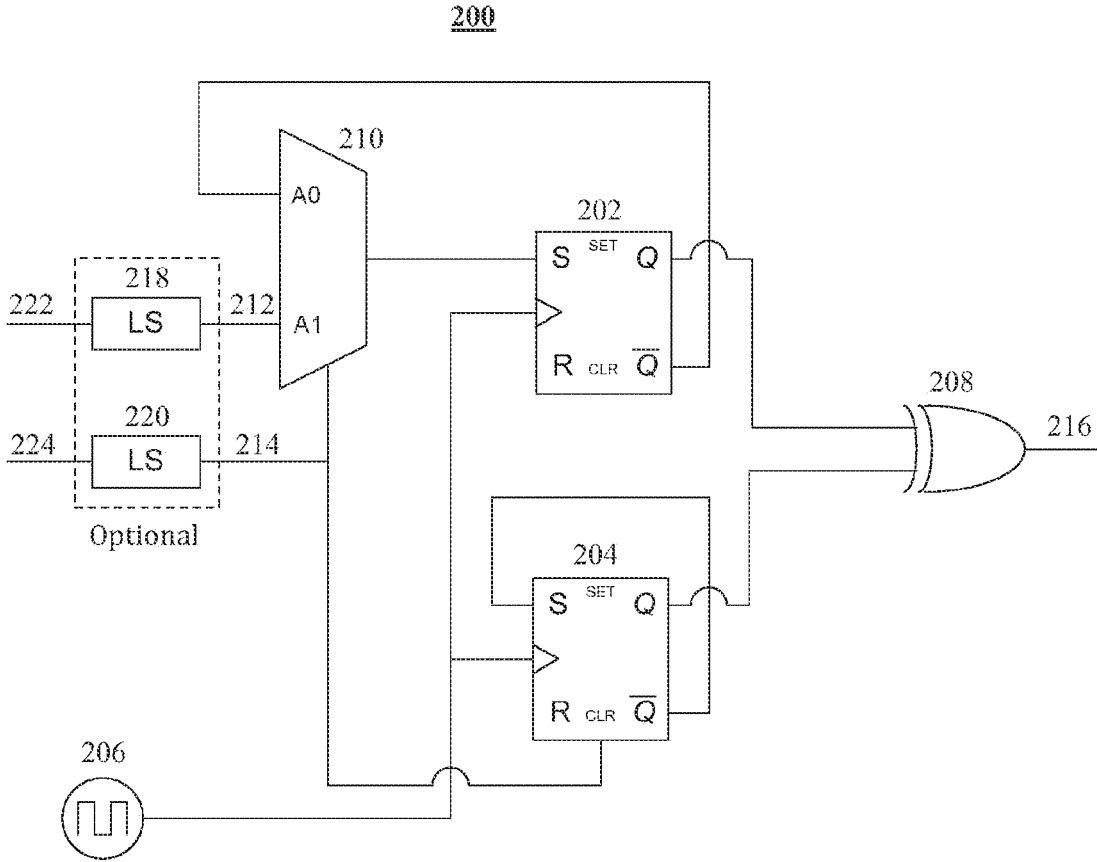 200
210
A0
202
S SET Q
218
222 LS 212 A1
R CLR Q̅
208
220
224 LS 214
216
Optional
204
S SET Q
R CLR Q̅
206